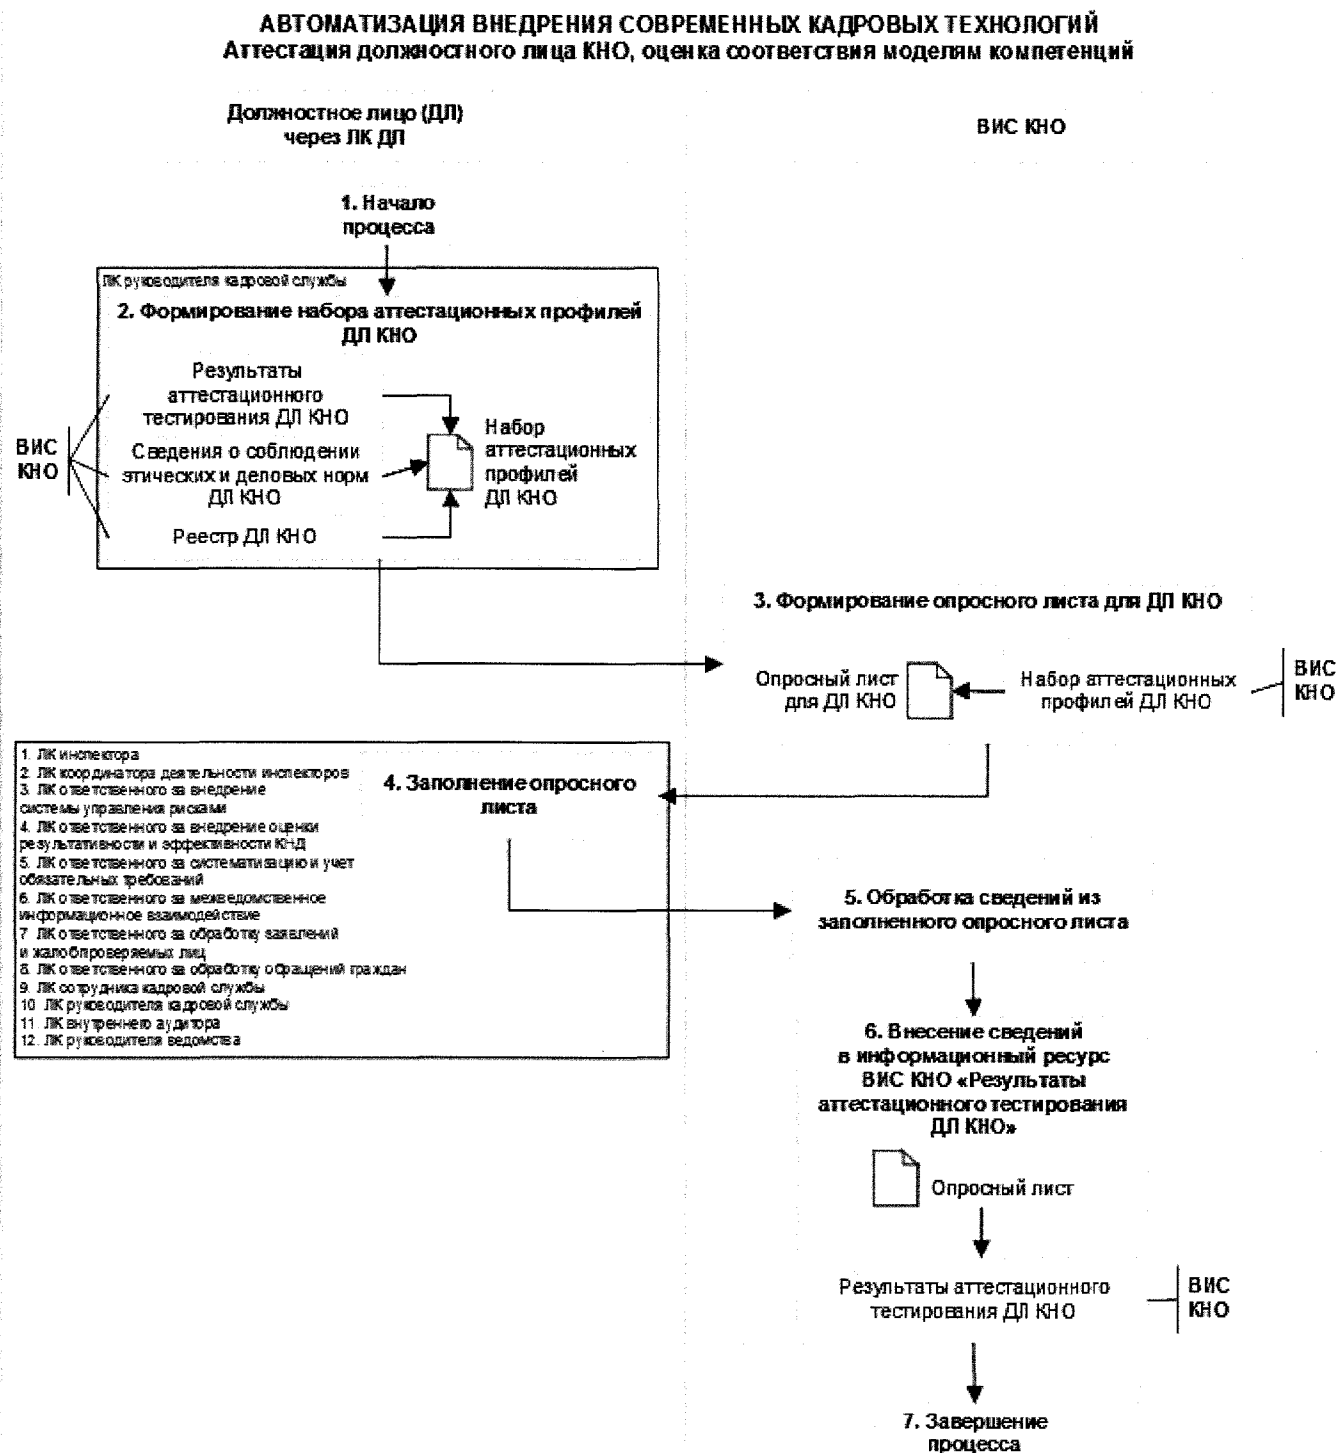 АВТОМАТИЗАЦИЯ ВНЕДРЕНИЯ СОВРЕМЕННЫХ КАДРОВЫХ ТЕХНОЛОГИЙ
Аттестация должностного лица КНО, оценка соответствия моделям компетенций
Должностное лицо (ДЛ)
через ЛК ДЛ
ВИС КНО
1. Начало
процесса
ЛК руководителя кадровой службы
2. Формирование набора аттестационных профилей
ДЛ КНО
Результаты
аттестационного
тестирования ДЛ КНО
ВИС
КНО
Сведения о соблюдении
этических и деловых норм
ДЛ КНО
Набор
аттестационных
профилей
ДЛ КНО
Реестр ДЛ КНО
3. Формирование опросного листа для ДЛ КНО
Опросный лист
для ДЛ КНО
Набор аттестационных
профилей ДЛ КНО
ВИС
КНО
1. ЛК инспектора
2. ЛК координатора деятельности инспекторов
3. ЛК ответственного за внедрение
системы управления рисками
4. ЛК ответственного за внедрение оценки
результативности и эффективности КНД
5. ЛК ответственного за систематизацию и учет
обязательных требований
6. ЛК ответственного за межведомственное
информационное взаимодействие
7 ЛК ответственного за обработку заявлений
и жалоб проверяемых лиц
8. ЛК ответственного за обработку обращений граждан
9. ЛК сотрудника кадровой службы
10 ЛК руководителя кадровой службы
11. ЛК внутреннего аудитора
12. ЛК руководителя ведомства
4. Заполнение опросного
листа
5. Обработка сведений из
заполненного опросного листа
6. Внесение сведений
в информационный ресурс
ВИС КНО «Результаты
аттестационного тестирования
ДЛ КНО»
Опросный лист
Результаты аттестационного
тестирования ДЛ КНО
ВИС
КНО
7. Завершение
процесса